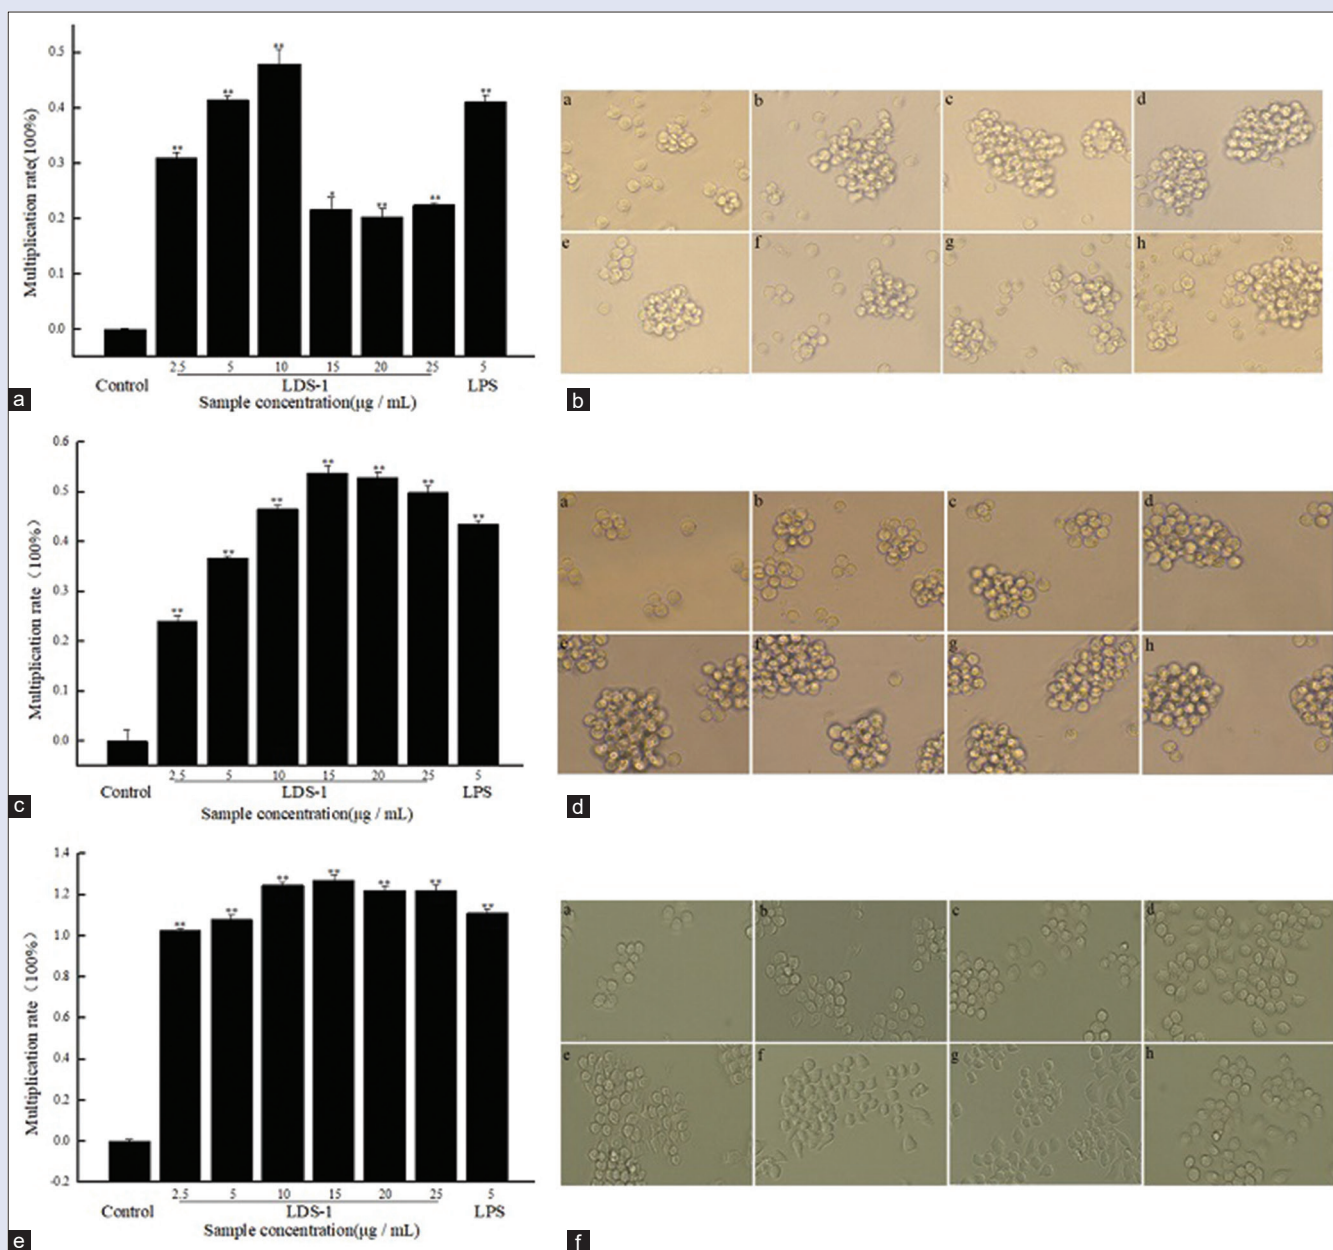 Multiplication rate(100%)
0.5
0.4
0.3
0.2
0.1
0.0
** ** ** * ** ** **
2.5 5 10 15 20 25 5
Control LDS-1 LPS
Sample concentration(μg / mL)
a
a b c d
e f g h
b
Multiplication rate（100%）
0.6
0.5
0.4
0.3
0.2
0.1
0.0
** ** ** ** ** ** **
2.5 5 10 15 20 25 5
Control LDS-1 LPS
Sample concentration(μg / mL)
c
a b c d
e f g h
d
Multiplication rate（100%）
1.4
1.2
1.0
0.8
0.6
0.4
0.2
0.0
-0.2
** ** ** ** ** ** **
2.5 5 10 15 20 25 5
Control LDS-1 LPS
Sample concentration(μg / mL)
e
a b c d
e f g h
f